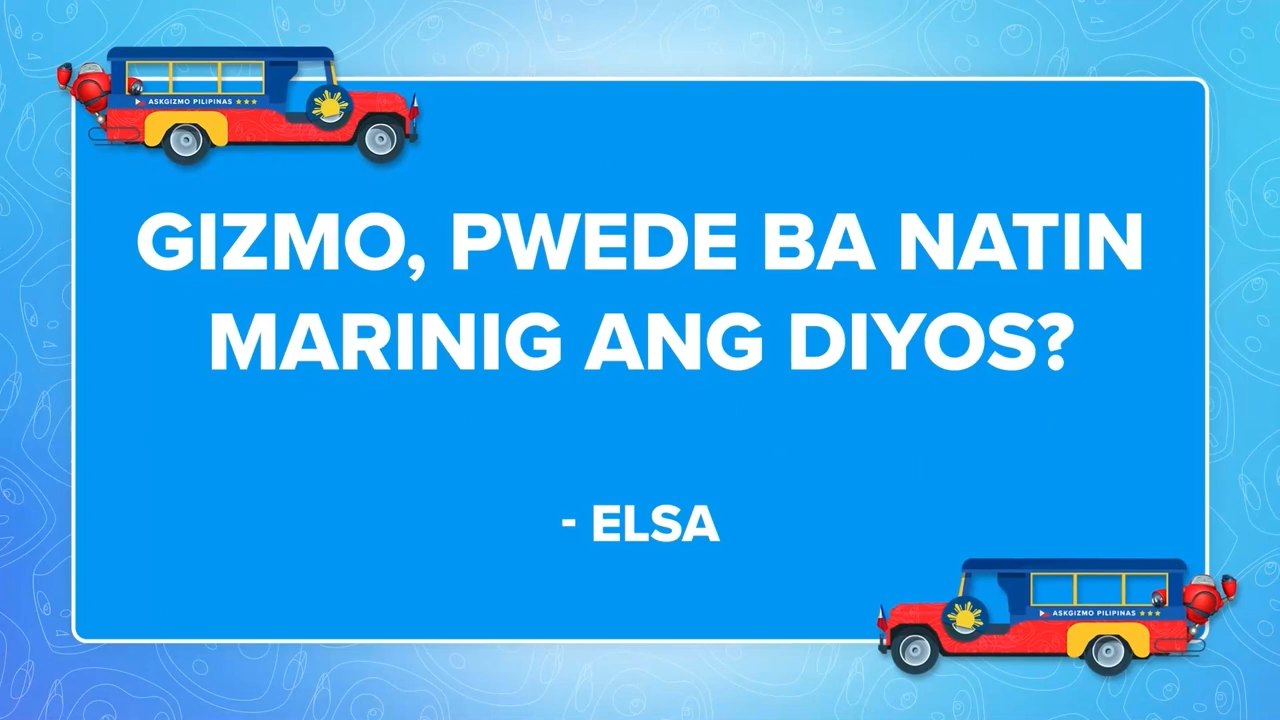 ASKGIZMO PILIPINAS
GIZMO, PWEDE BA NATIN
MARINIG ANG DIYOS?
- ELSA
ASKGIZMO PILIPINAS